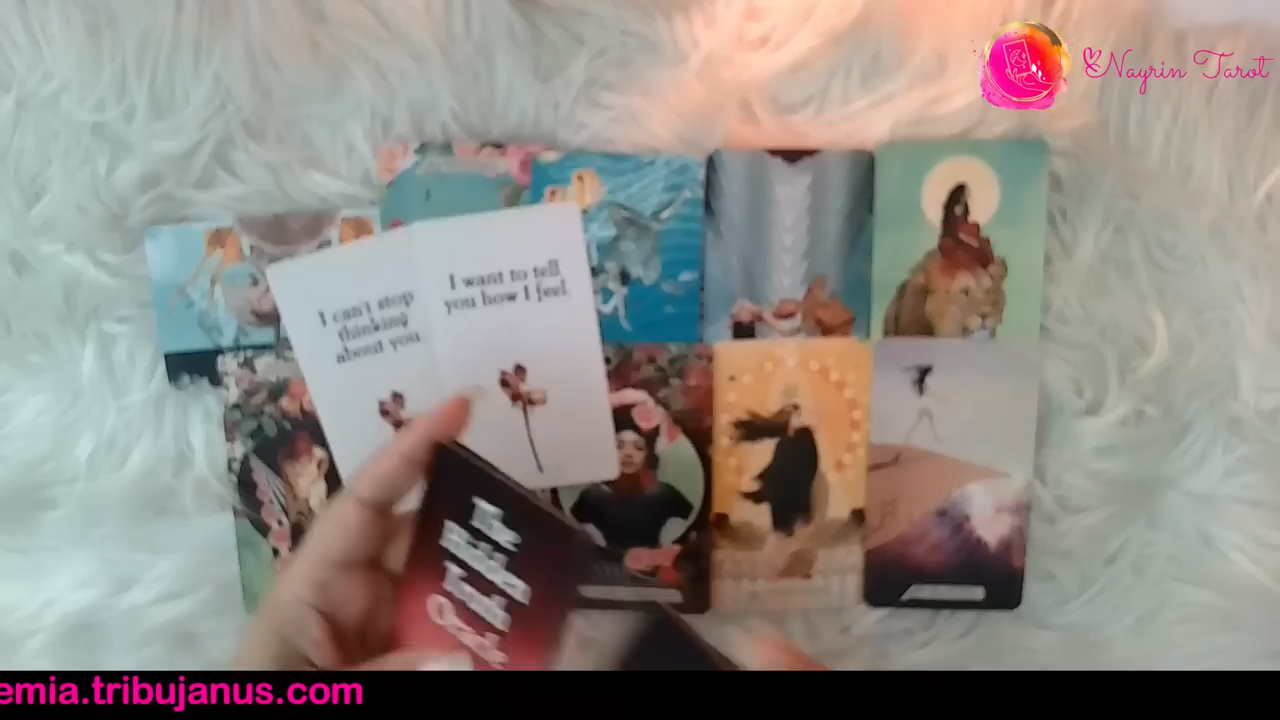 Nayrin Tarot
I can't stop
thinking
about you.
I want to tell
you how I feel.
emia.tribujanus.com